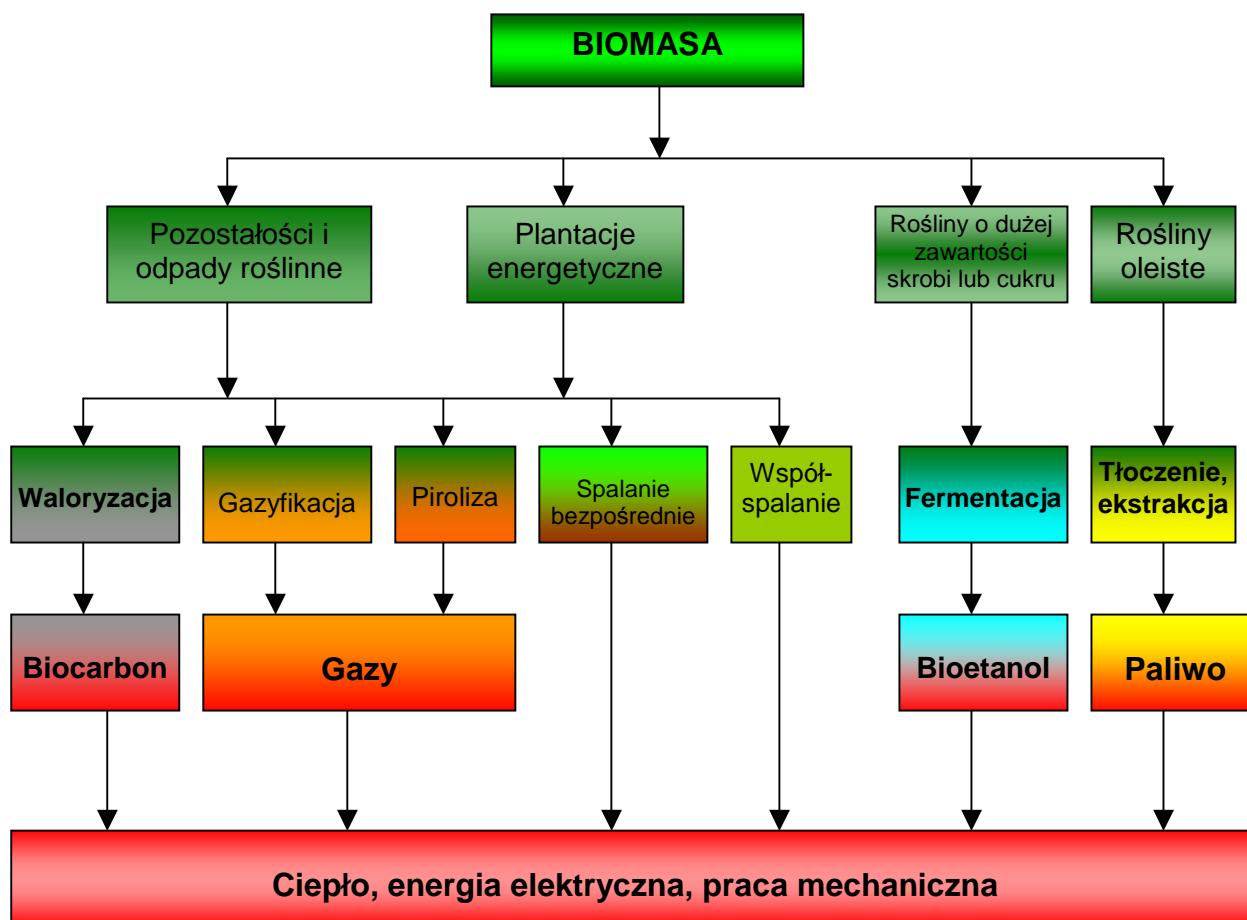 BIOMASA
Pozostałości i
odpady roślinne
Plantacje
energetyczne
Rośliny o dużej
zawartości
skrobi lub cukru
Rośliny
oleiste
Waloryzacja
Gazyfikacja
Piroliza
Spalanie
bezpośrednie
Współ-
spalanie
Fermentacja
Tłoczenie,
ekstrakcja
Biocarbon
Gazy
Bioetanol
Paliwo
Ciepło, energia elektryczna, praca mechaniczna